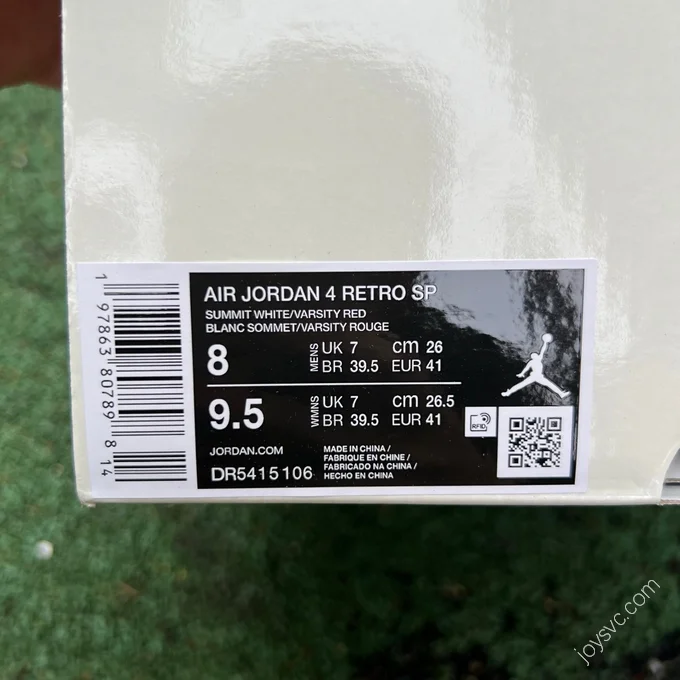 1 97863 80789 8 14
AIR JORDAN 4 RETRO SP
SUMMIT WHITE/VARSITY RED
BLANC SOMMET/VARSITY ROUGE
8 MENS UK 7 cm 26
BR 39.5 EUR 41
9.5 WMNS UK 7 cm 26.5
BR 39.5 EUR 41
RFID
JORDAN.COM
DR5415106
MADE IN CHINA /
FABRIQUE EN CHINE /
FABRICADO NA CHINA /
HECHO EN CHINA
joysvc.com